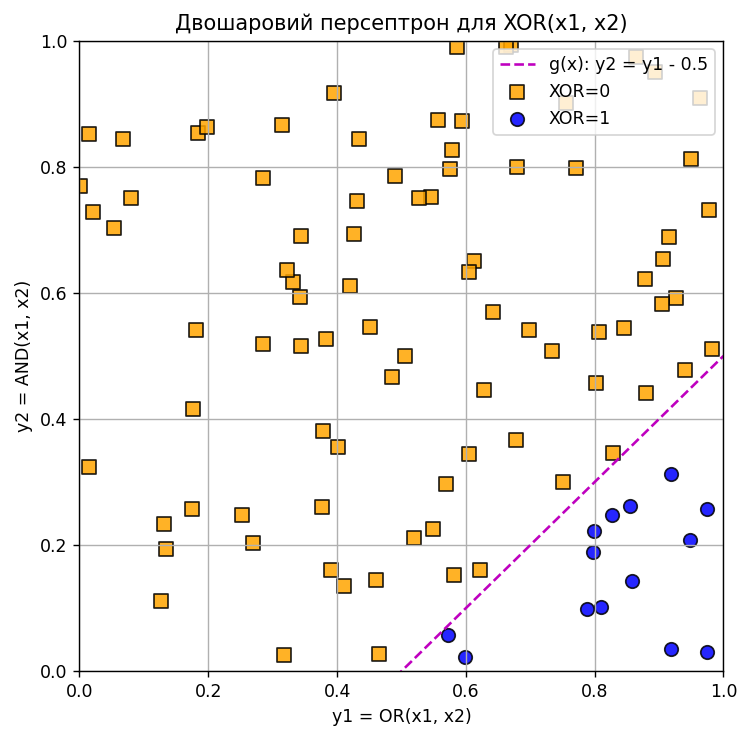 Двошаровий персептрон для XOR(x1, x2)
g(x): y2 = y1 - 0.5
XOR=0
XOR=1
y2 = AND(x1, x2)
1.0
0.8
0.6
0.4
0.2
0.0
0.0 0.2 0.4 0.6 0.8 1.0
y1 = OR(x1, x2)